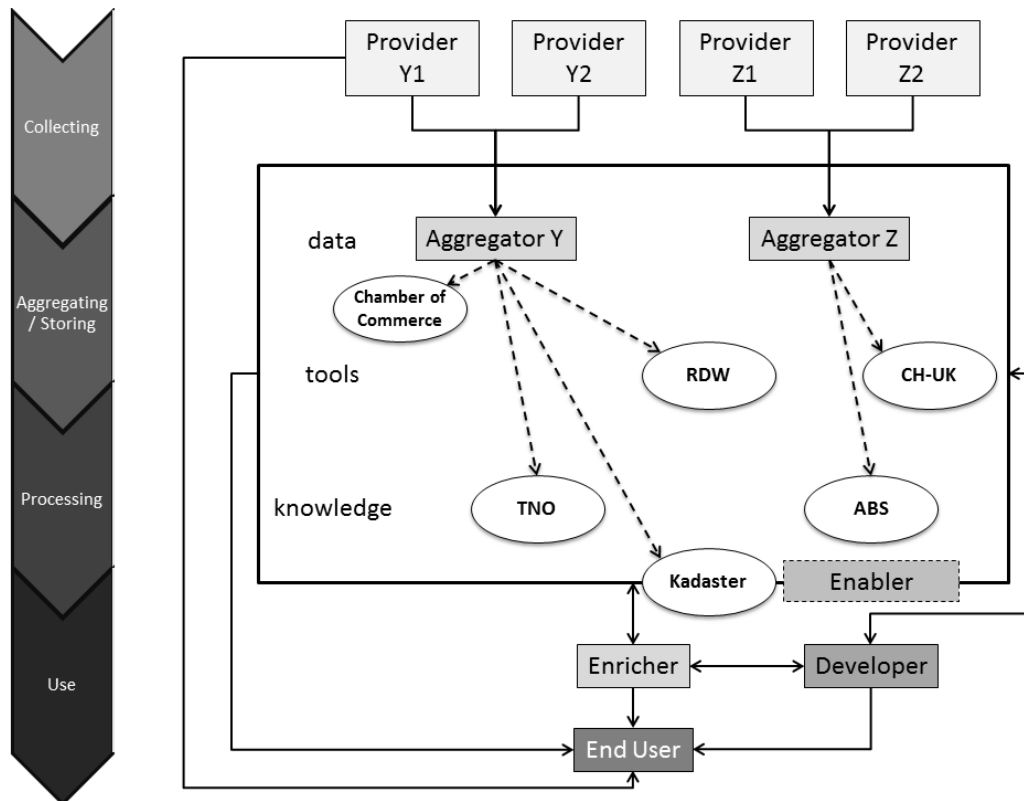 Provider
Y1
Provider
Y2
Provider
Z1
Provider
Z2
Collecting
data
Aggregator Y
Aggregator Z
Aggregating
/ Storing
Chamber of
Commerce
tools
RDW
CH-UK
Processing
knowledge
TNO
ABS
Kadaster
Enabler
Use
Enricher
Developer
End User